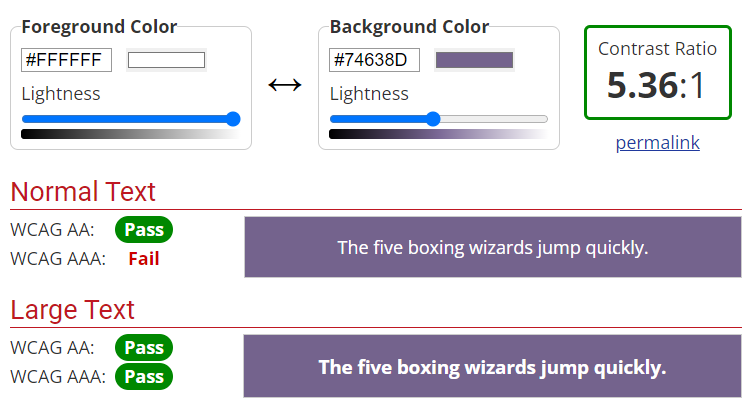 Foreground Color
#FFFFFF
Lightness
Background Color
#74638D
Lightness
Contrast Ratio
5.36:1
permalink
Normal Text
WCAG AA: Pass
WCAG AAA: Fail
The five boxing wizards jump quickly.
Large Text
WCAG AA: Pass
WCAG AAA: Pass
The five boxing wizards jump quickly.